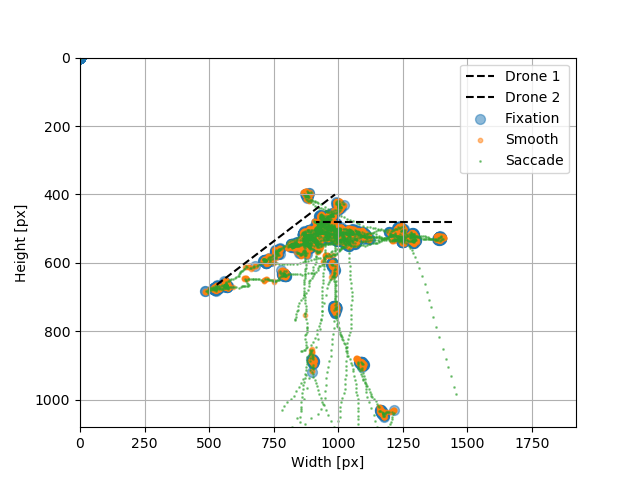 0
200
400
600
800
1000
Height [px]
0
250
500
750
1000
1250
1500
1750
Width [px]
Drone 1
Drone 2
Fixation
Smooth
Saccade